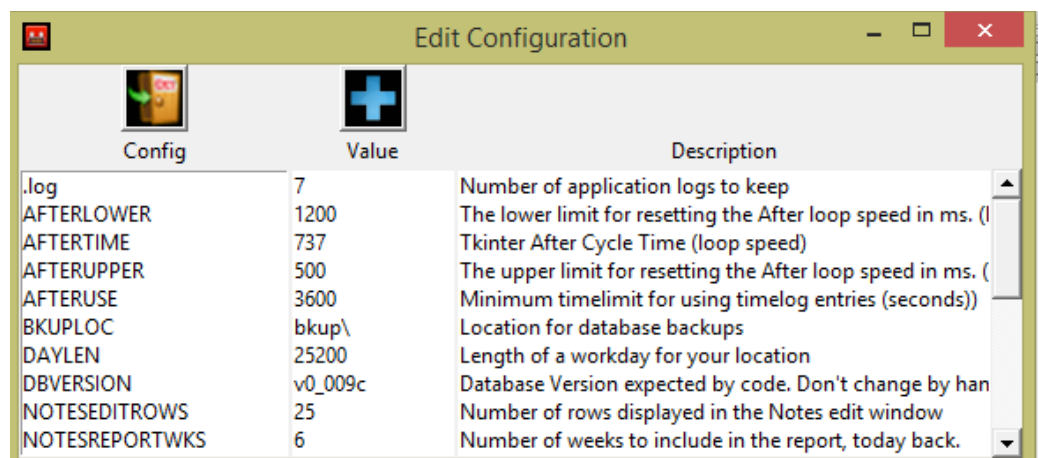 Edit Configuration
EXIT
Config Value Description
.log 7 Number of application logs to keep
AFTERLOWER 1200 The lower limit for resetting the After loop speed in ms. (
AFTERTIME 737 Tkinter After Cycle Time (loop speed)
AFTERUPPER 500 The upper limit for resetting the After loop speed in ms. (
AFTERUSE 3600 Minimum timelimit for using timelog entries (seconds))
BKUPLOC bkup\ Location for database backups
DAYLEN 25200 Length of a workday for your location
DBVERSION v0_009c Database Version expected by code. Don't change by han
NOTESEDITROWS 25 Number of rows displayed in the Notes edit window
NOTESREPORTWKS 6 Number of weeks to include in the report, today back.